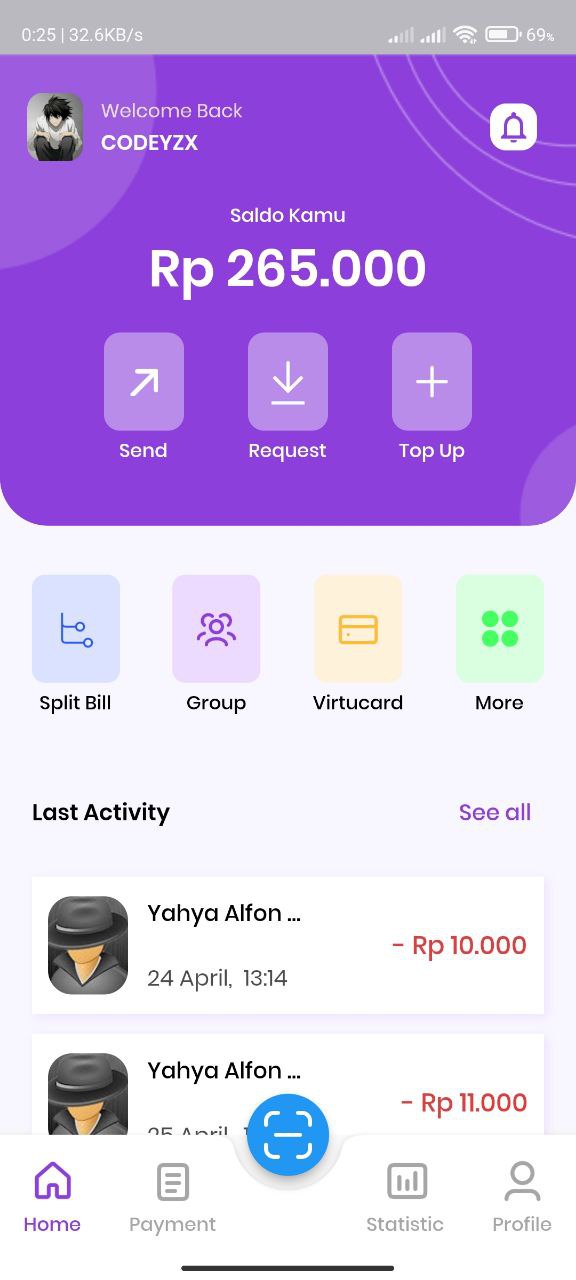 0:25 | 32.6KB/s
69%
Welcome Back
CODEYZX
Saldo Kamu
Rp 265.000
Send
Request
Top Up
Split Bill
Group
Virtucard
More
Last Activity
See all
Yahya Alfon ...
- Rp 10.000
24 April, 13:14
Yahya Alfon ...
- Rp 11.000
25 April,
Home
Payment
Statistic
Profile